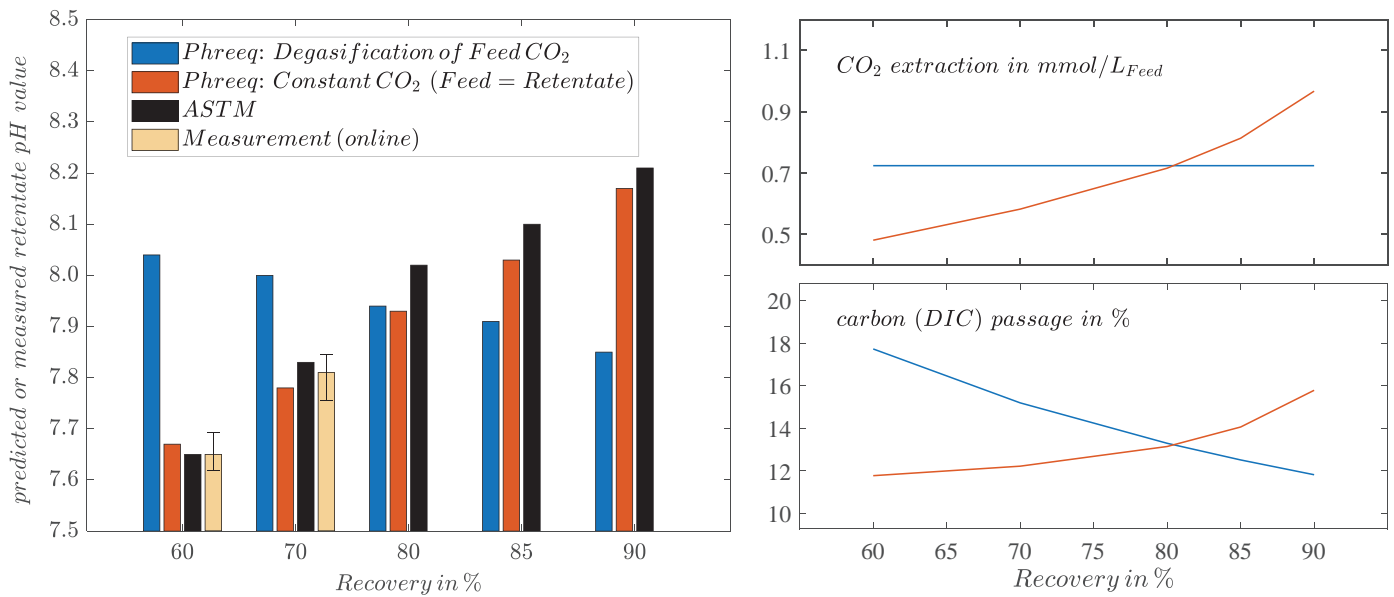 predicted or measured retentate pH value
8.5
8.4
8.3
8.2
8.1
8.0
7.9
7.8
7.7
7.6
7.5
Phreeq: Degasification of Feed CO₂
Phreeq: Constant CO₂ (Feed = Retentate)
ASTM
Measurement (online)
60 70 80 85 90
Recovery in %
CO₂ extraction in mmol/L_Feed
1.1
0.9
0.7
0.5
carbon (DIC) passage in %
20
18
16
14
12
10
60 65 70 75 80 85 90
Recovery in %